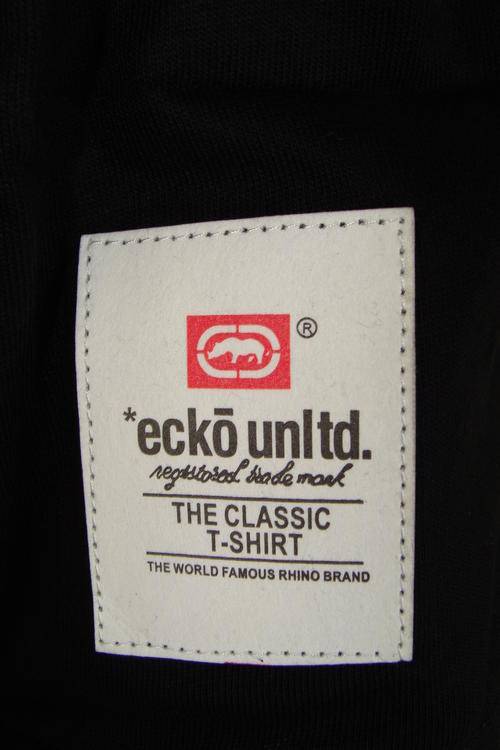 ®
*eckō unltd.
registered trade mark
THE CLASSIC
T-SHIRT
THE WORLD FAMOUS RHINO BRAND